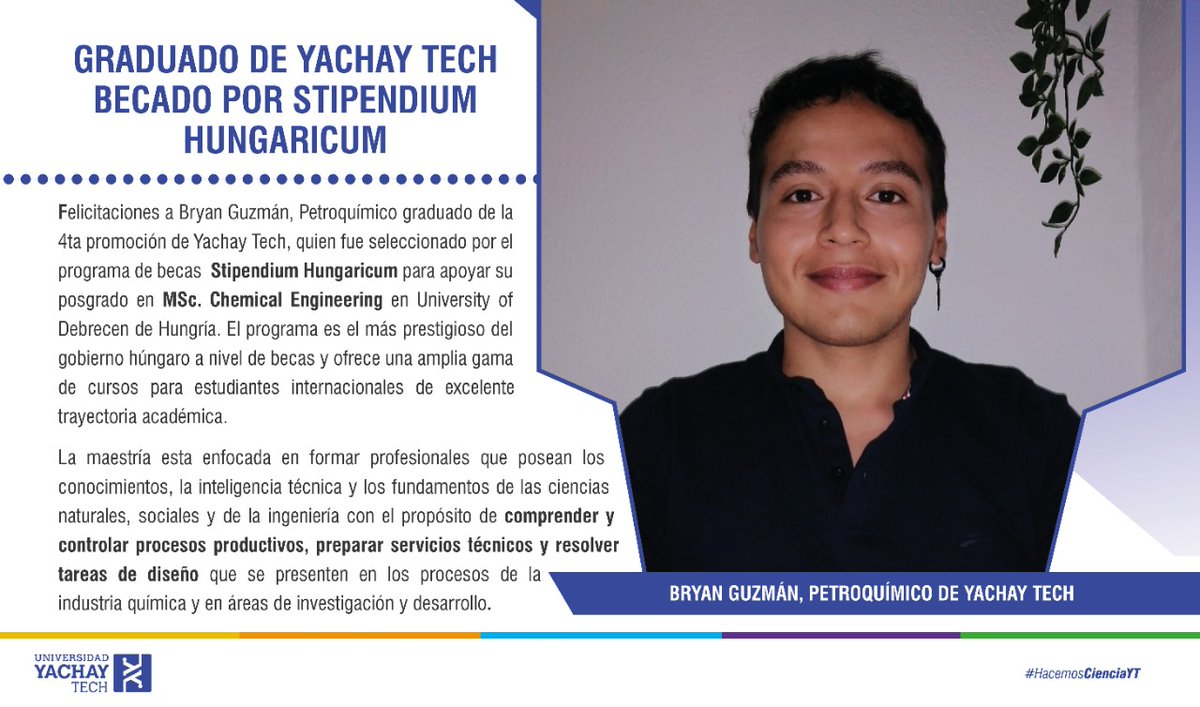 GRADUADO DE YACHAY TECH
BECADO POR STIPENDIUM
HUNGARICUM
Felicitaciones a Bryan Guzmán, Petroquímico graduado de la
4ta promoción de Yachay Tech, quien fue seleccionado por el
programa de becas Stipendium Hungaricum para apoyar su
posgrado en MSc. Chemical Engineering en University of
Debrecen de Hungría. El programa es el más prestigioso del
gobierno húngaro a nivel de becas y ofrece una amplia gama
de cursos para estudiantes internacionales de excelente
trayectoria académica.
La maestría esta enfocada en formar profesionales que posean los
conocimientos, la inteligencia técnica y los fundamentos de las ciencias
naturales, sociales y de la ingeniería con el propósito de comprender y
controlar procesos productivos, preparar servicios técnicos y resolver
tareas de diseño que se presenten en los procesos de la
industria química y en áreas de investigación y desarrollo.
BRYAN GUZMÁN, PETROQUÍMICO DE YACHAY TECH
UNIVERSIDAD
YACHAY
TECH
#HacemosCienciaYT